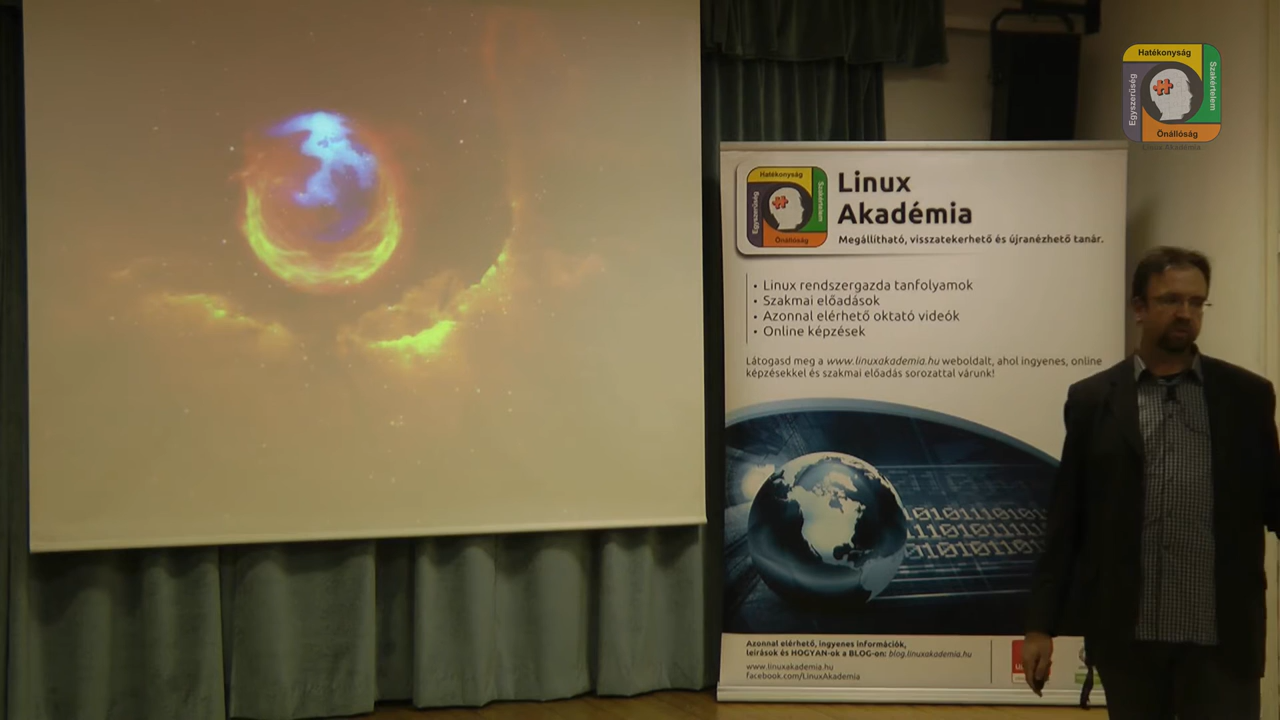 Hatékonyság
Egyszerűség
Szakértelem
Önállóság
Linux Akadémia
Hatékonyság
Egyszerűség
Szakértelem
Önállóság
Linux
Akadémia
Megállítható, visszatekerhető és újranézhető tanár.
• Linux rendszergazda tanfolyamok
• Szakmai előadások
• Azonnal elérhető oktató videók
• Online képzések
Látogasd meg a www.linuxakademia.hu weboldalt, ahol ingyenes, online
képzésekkel és szakmai előadás sorozattal várunk!
Azonnal elérhető, ingyenes információk,
leírások és HOGYAN-ok a BLOG-on: blog.linuxakademia.hu
www.linuxakademia.hu
facebook.com/LinuxAkademia